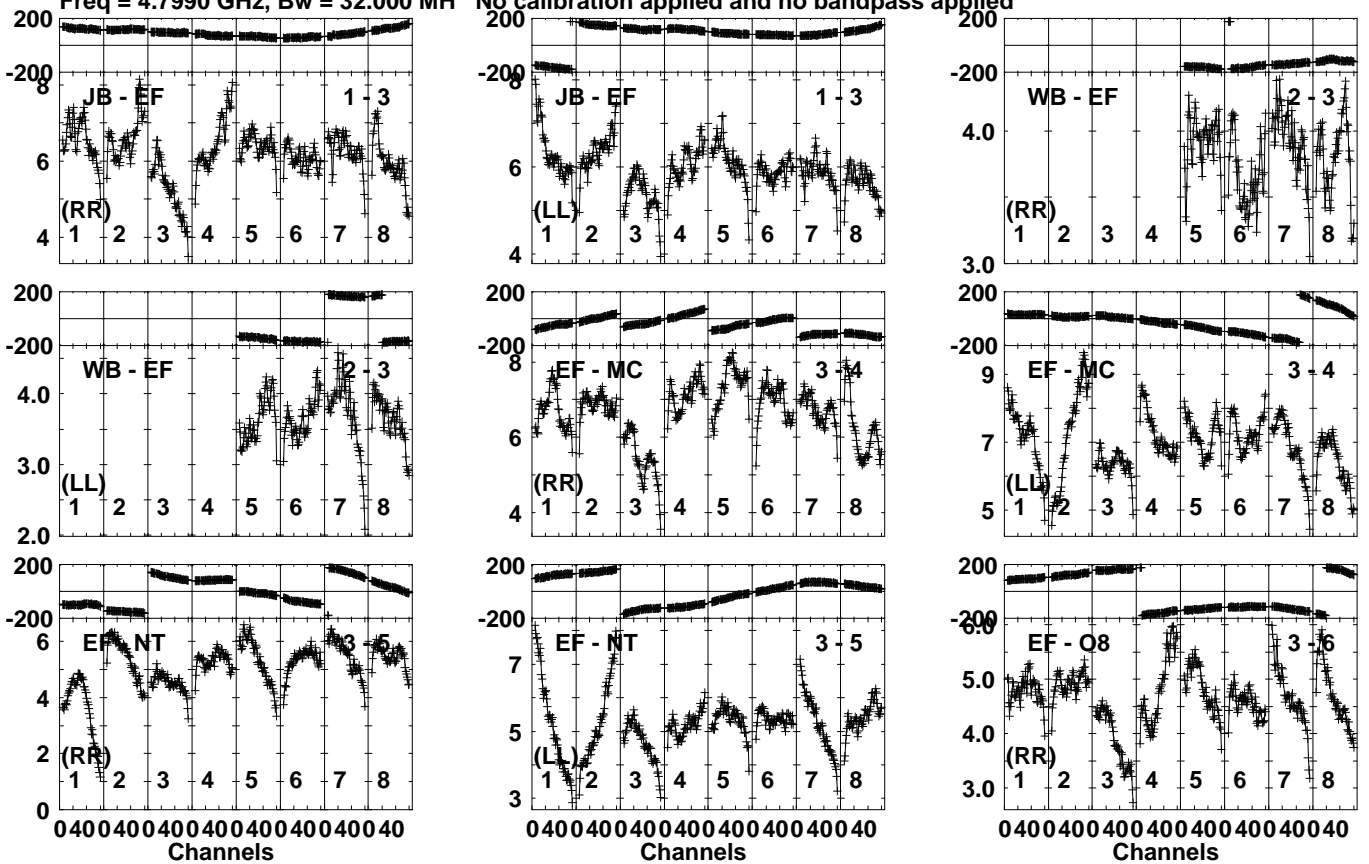 Freq = 4.7990 GHz, Bw = 32.000 MH No calibration applied and no bandpass applied
200 200 200
-200 -200 -200
8 8
JB - EF 1 - 3 JB - EF 1 - 3 WB - EF 2 - 3
4.0
6 6
(RR) (LL) (RR)
1 2 3 4 5 6 7 8 1 2 3 4 5 6 7 8 1 2 3 4 5 6 7 8
4 4 3.0
200 200 200
-200 -200 -200
WB - EF 2 - 3 EF - MC 3 - 4 EF - MC 3 - 4
4.0 8 9
3.0 6 7
(LL) (RR) (LL)
1 2 3 4 5 6 7 8 1 2 3 4 5 6 7 8 1 2 3 4 5 6 7 8
2.0 4 5
200 200 200
-200 -200 -200
6.0
EF - NT 3 - 5 EF - NT 3 - 5 EF - O8 3 - 6
6 7 5.0
4 5 4.0
2 3 3.0
(RR) (LL) (RR)
1 2 3 4 5 6 7 8 1 2 3 4 5 6 7 8 1 2 3 4 5 6 7 8
0
0 40 0 40 0 40 0 40 0 40 0 40 0 40 0 40 0 40 0 40 0 40 0 40 0 40 0 40 0 40 0 40 0 40 0 40 0 40 0 40 0 40 0 40 0 40 0 40
Channels Channels Channels